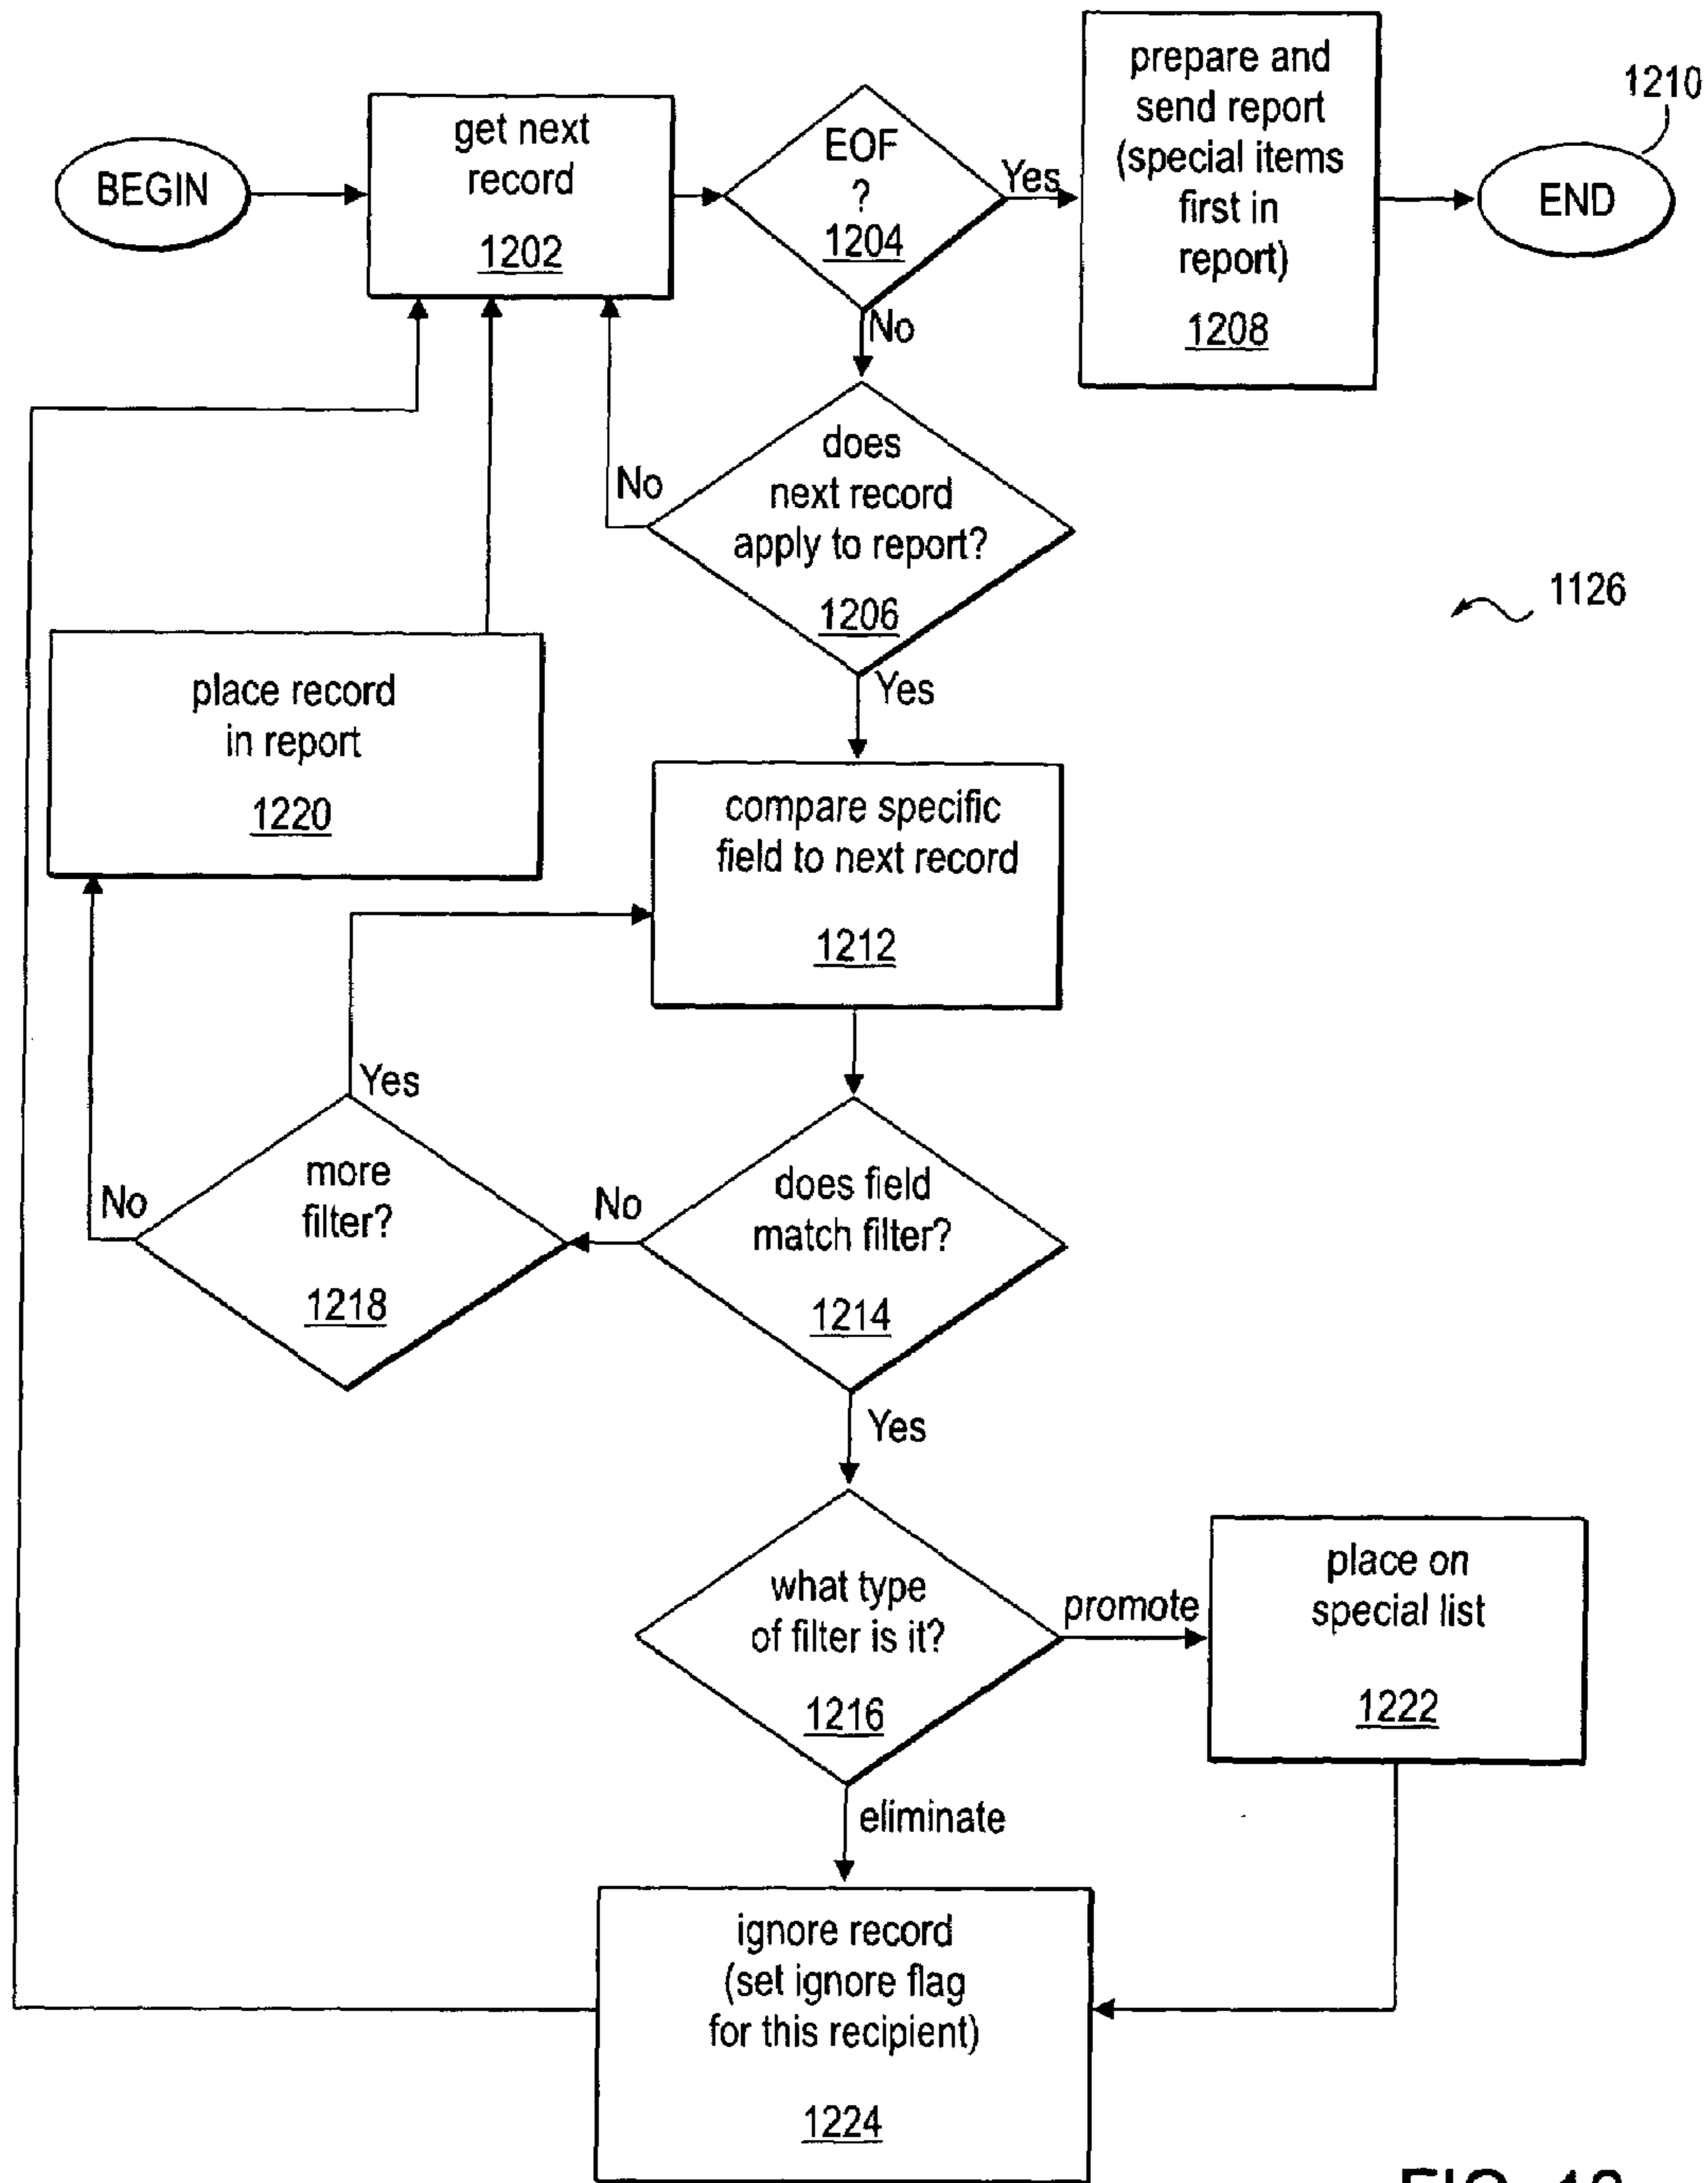 BEGIN
get next
record
1202
EOF
?
1204
Yes
prepare and
send report
(special items
first in
report)
1208
1210
END
No
does
next record
apply to report?
1206
No
Yes
1126
place record
in report
1220
compare specific
field to next record
1212
Yes
more
filter?
1218
No
No
does field
match filter?
1214
Yes
what type
of filter is it?
1216
promote
place on
special list
1222
eliminate
ignore record
(set ignore flag
for this recipient)
1224